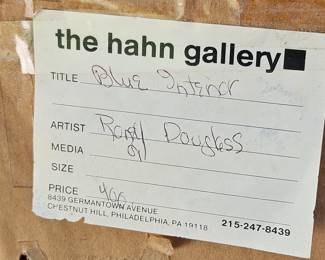 the hahn gallery
TITLE Blue Interior
ARTIST Randy Douglass
MEDIA
SIZE
PRICE 400
8439 GERMANTOWN AVENUE
CHESTNUT HILL, PHILADELPHIA, PA 19118 215-247-8439